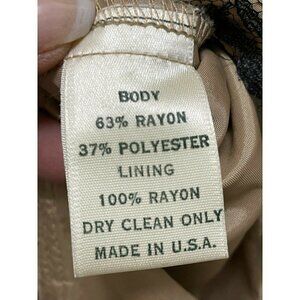 BODY
63% RAYON
37% POLYESTER
LINING
100% RAYON
DRY CLEAN ONLY
MADE IN U.S.A.